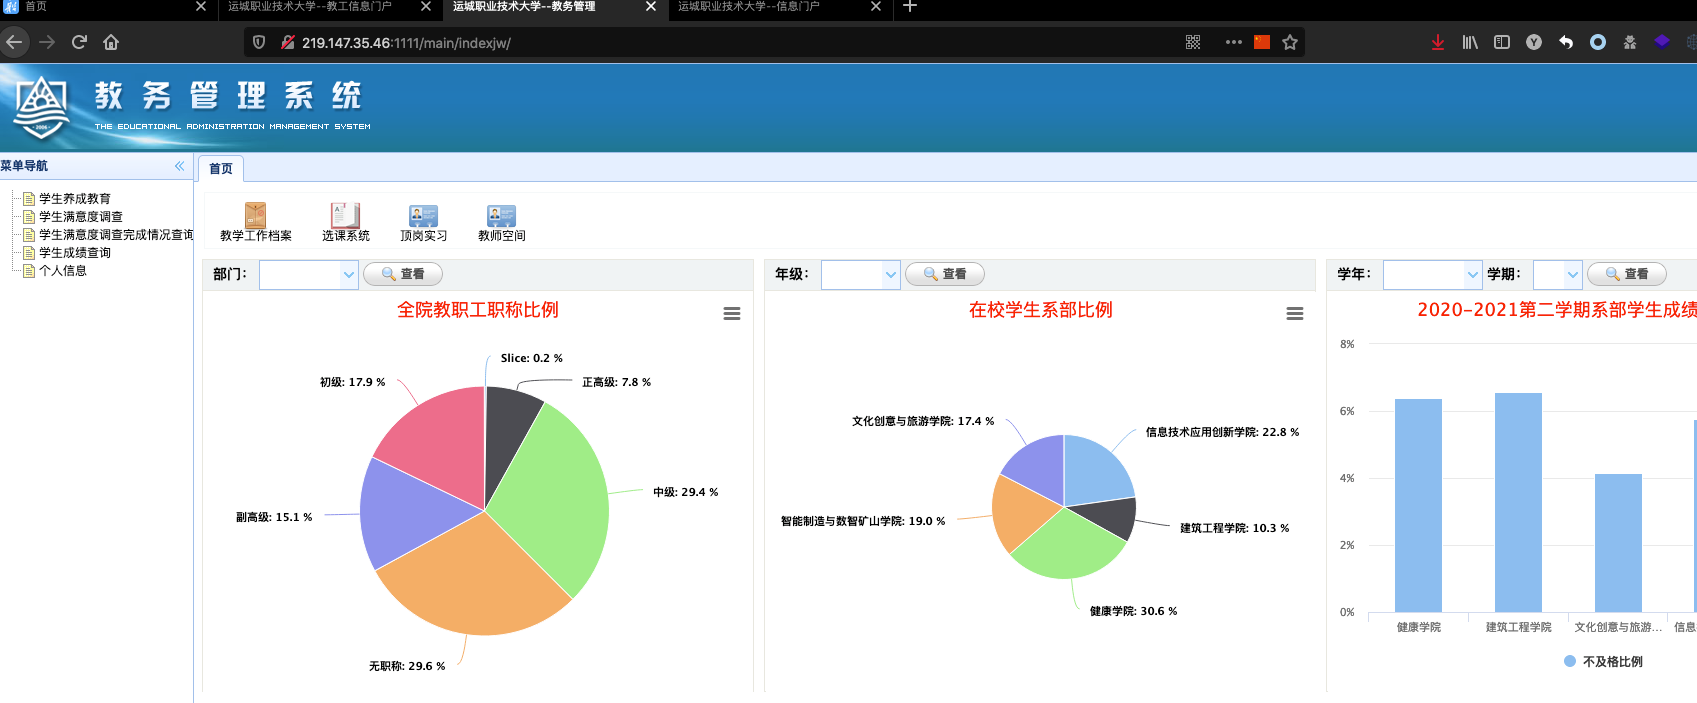 首页
运城职业技术大学--教工信息门户
运城职业技术大学--教务管理
运城职业技术大学--信息门户
219.147.35.46:1111/main/indexjw/
教务管理系统
THE EDUCATIONAL ADMINISTRATION MANAGEMENT SYSTEM
·2006·
菜单导航
首页
学生养成教育
学生满意度调查
学生满意度调查完成情况查询
学生成绩查询
个人信息
教学工作档案
选课系统
顶岗实习
教师空间
部门：
查看
全院教职工职称比例
Slice: 0.2 %
正高级: 7.8 %
初级: 17.9 %
中级: 29.4 %
副高级: 15.1 %
无职称: 29.6 %
年级：
查看
在校学生系部比例
文化创意与旅游学院: 17.4 %
信息技术应用创新学院: 22.8 %
智能制造与数智矿山学院: 19.0 %
建筑工程学院: 10.3 %
健康学院: 30.6 %
学年：
学期：
查看
2020-2021第二学期系部学生成绩
8%
6%
4%
2%
0%
健康学院
建筑工程学院
文化创意与旅游...
信息
不及格比例